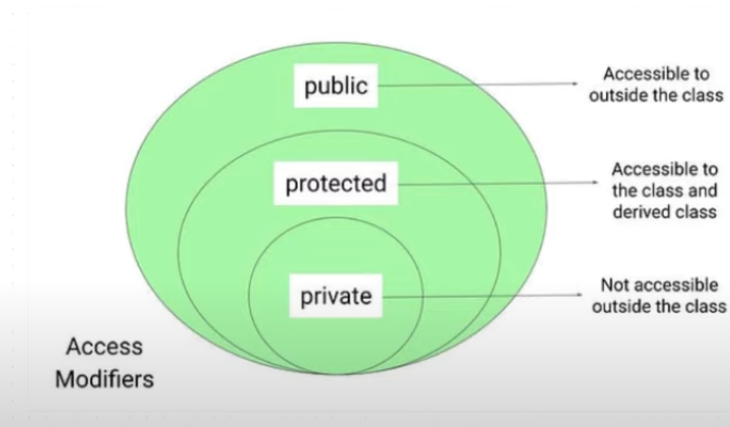 public
Accessible to
outside the class
protected
Accessible to
the class and
derived class
private
Not accessible
outside the class
Access
Modifiers